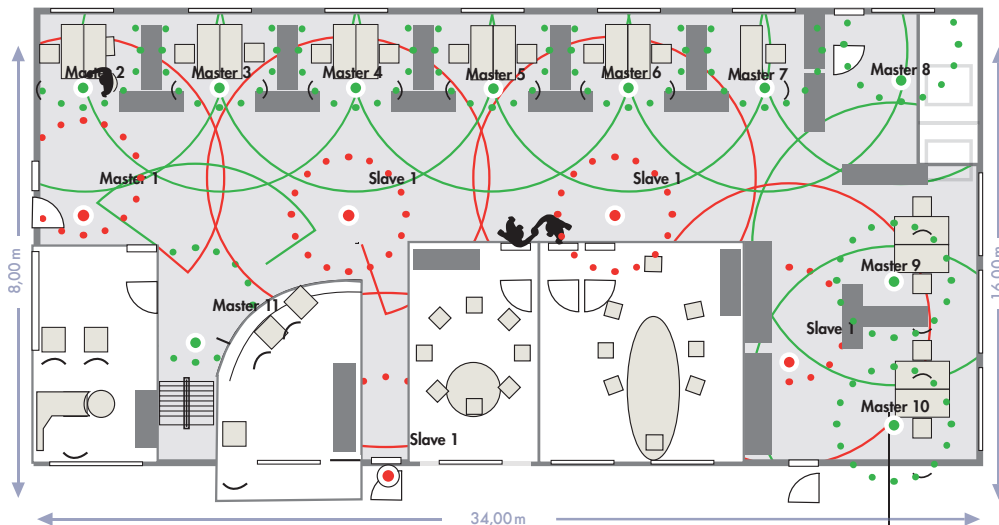 Master 2
Master 3
Master 4
Master 5
Master 6
Master 7
Master 8
Master 1
Slave 1
Slave 1
Master 9
Master 11
Slave 1
Master 10
Slave 1
8,00 m
16,00 m
34,00 m